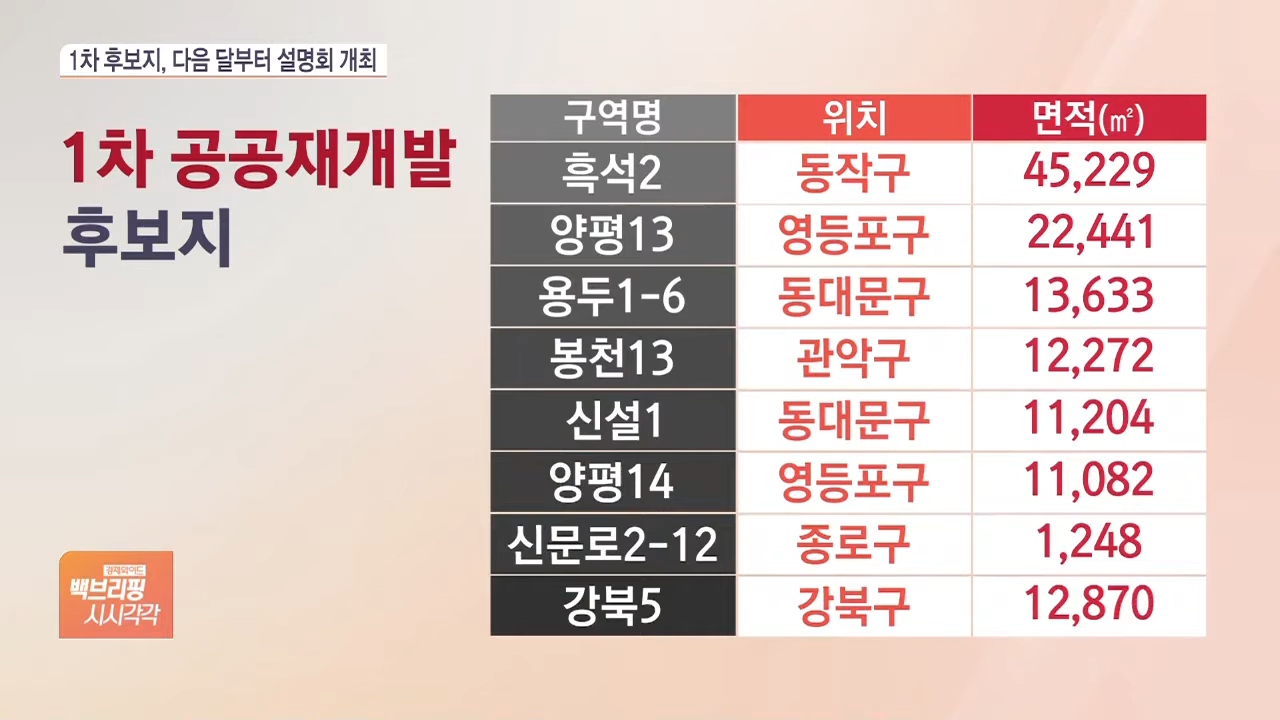 1차 후보지, 다음 달부터 설명회 개최
1차 공공재개발
후보지
구역명 위치 면적(㎡)
흑석2 동작구 45,229
양평13 영등포구 22,441
용두1-6 동대문구 13,633
봉천13 관악구 12,272
신설1 동대문구 11,204
양평14 영등포구 11,082
신문로2-12 종로구 1,248
강북5 강북구 12,870
경제와이드
백브리핑
시시각각